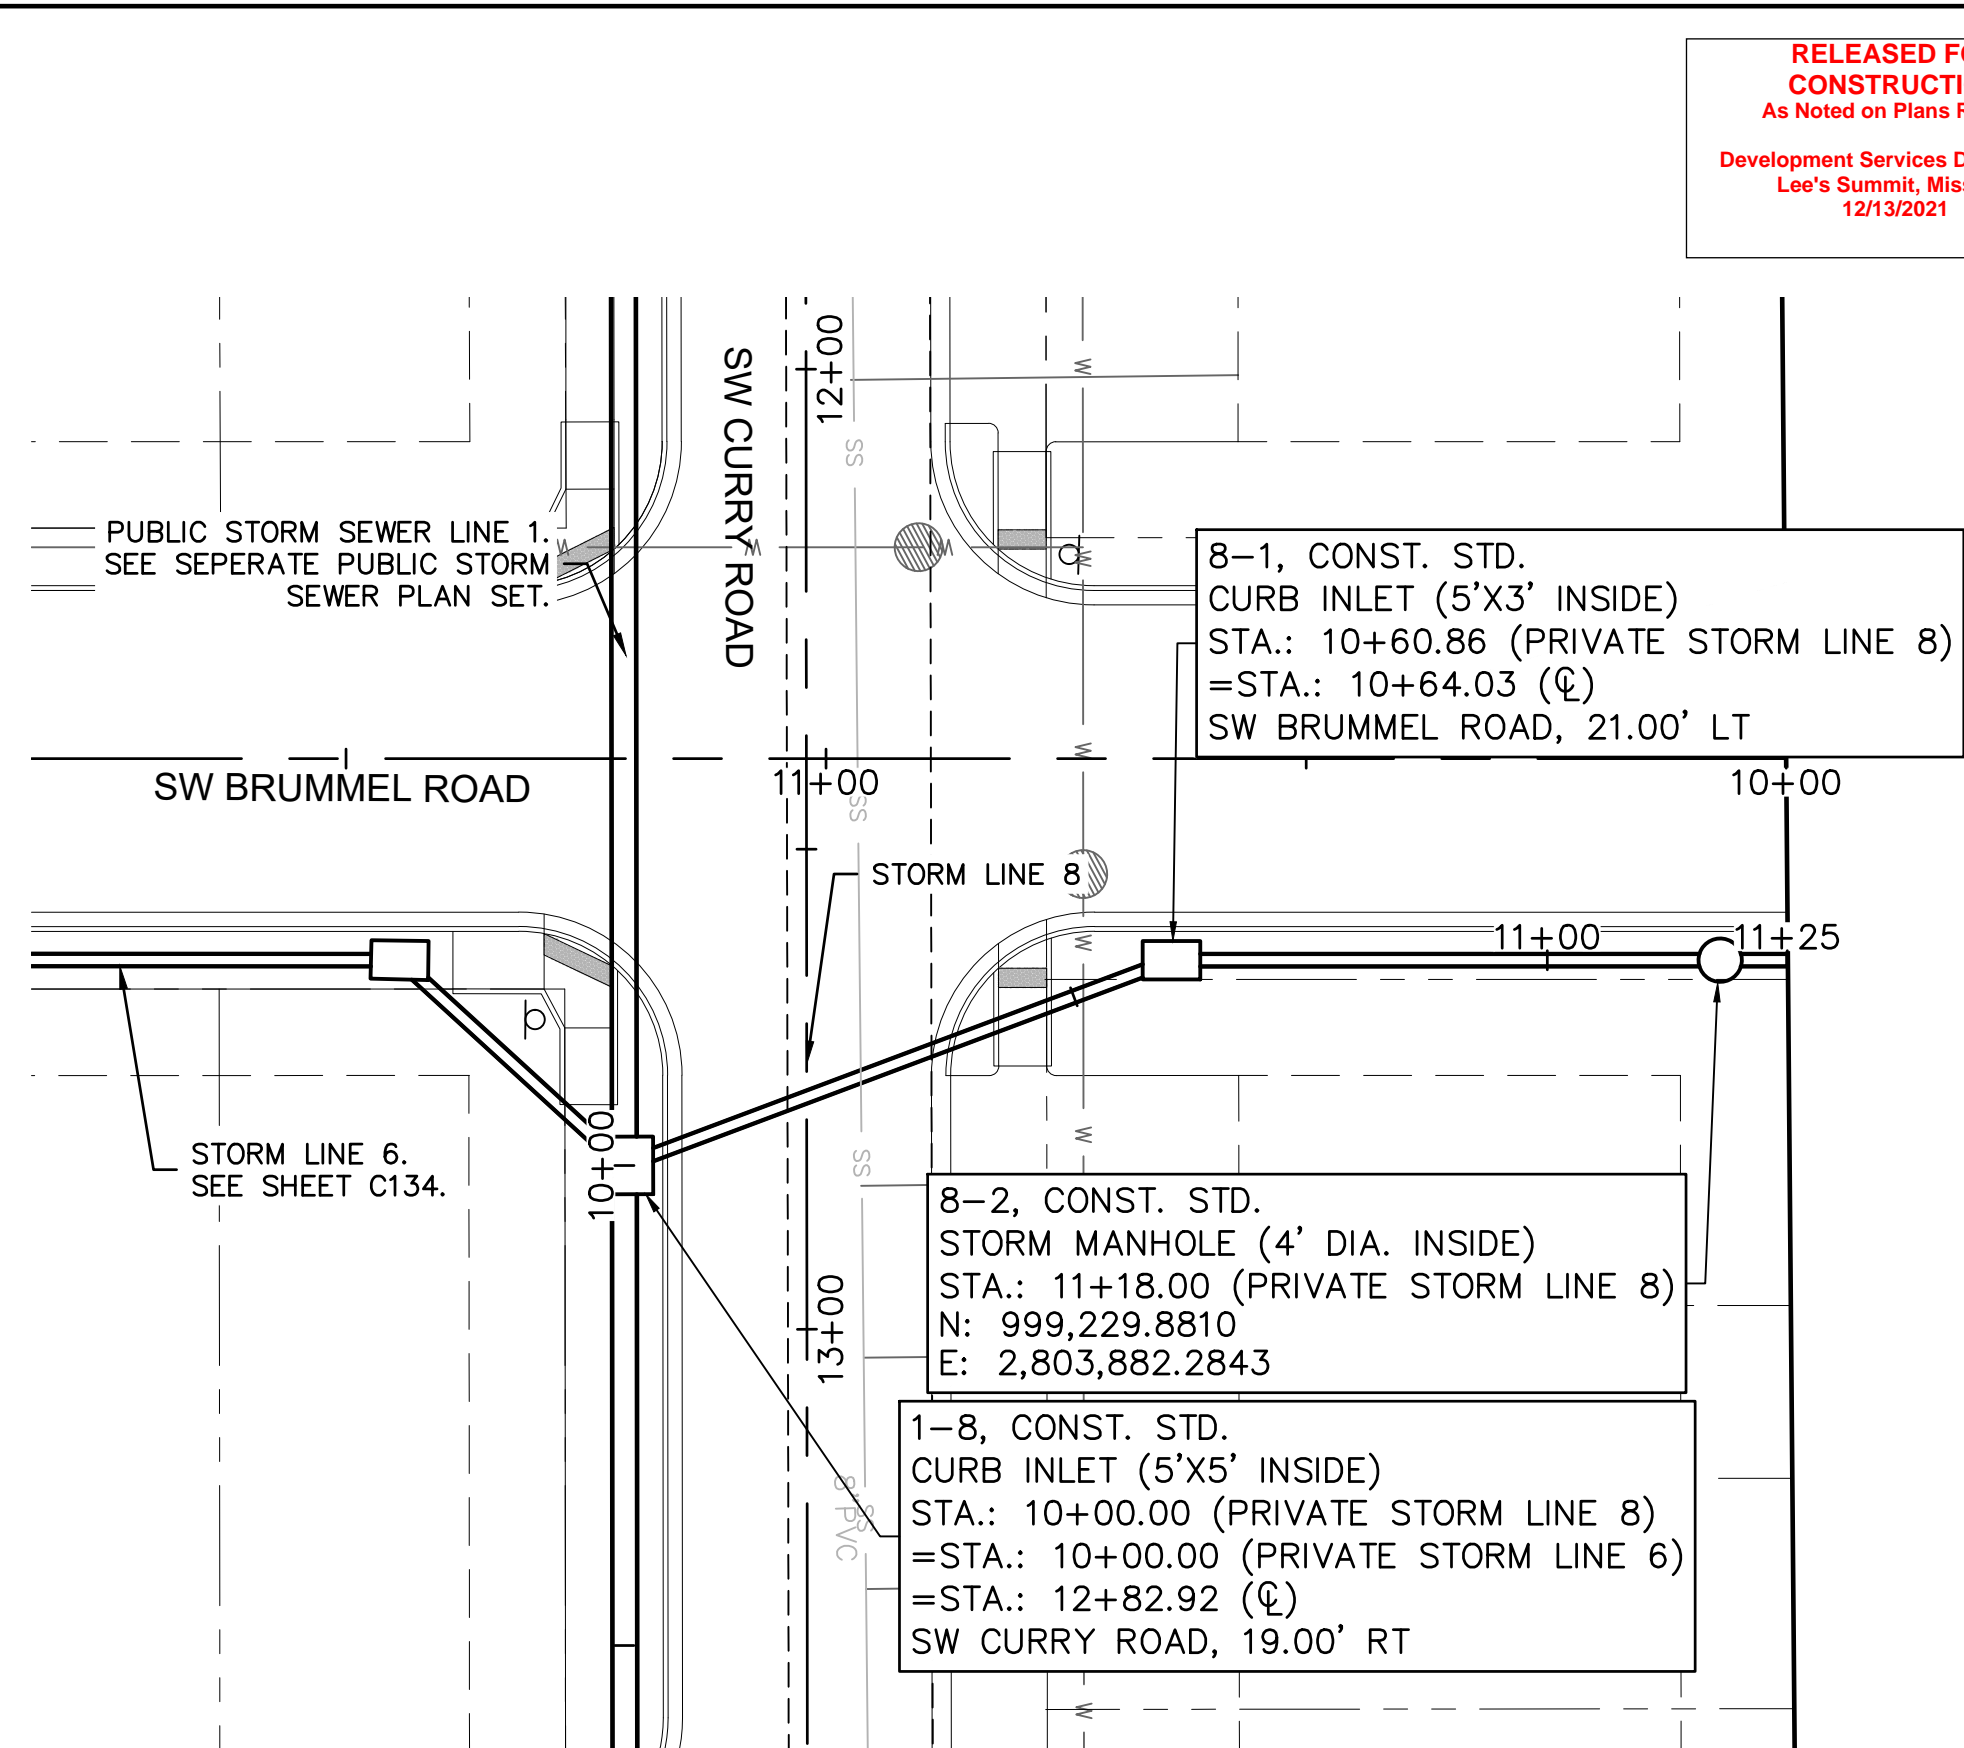 RELEASED
CONSTRUCTI
As Noted on Plans
Development Services
Lee's Summit,
12/13/2021
12+00
SW CURRY ROAD
SS
W
W
W
W
W
PUBLIC STORM SEWER LINE 1.
SEE SEPERATE PUBLIC STORM
SEWER PLAN SET.
8-1, CONST. STD.
CURB INLET (5'X3' INSIDE)
STA.: 10+60.86 (PRIVATE STORM LINE 8)
=STA.: 10+64.03 (℄)
SW BRUMMEL ROAD, 21.00' LT
W
SW BRUMMEL ROAD
11+00
10+00
SS
STORM LINE 8
W
11+00
11+25
10+00
W
SS
STORM LINE 6.
SEE SHEET C134.
8-2, CONST. STD.
STORM MANHOLE (4' DIA. INSIDE)
STA.: 11+18.00 (PRIVATE STORM LINE 8)
N: 999,229.8810
E: 2,803,882.2843
13+00
1-8, CONST. STD.
CURB INLET (5'X5' INSIDE)
STA.: 10+00.00 (PRIVATE STORM LINE 8)
=STA.: 10+00.00 (PRIVATE STORM LINE 6)
=STA.: 12+82.92 (℄)
SW CURRY ROAD, 19.00' RT
SS
8"PVC
W